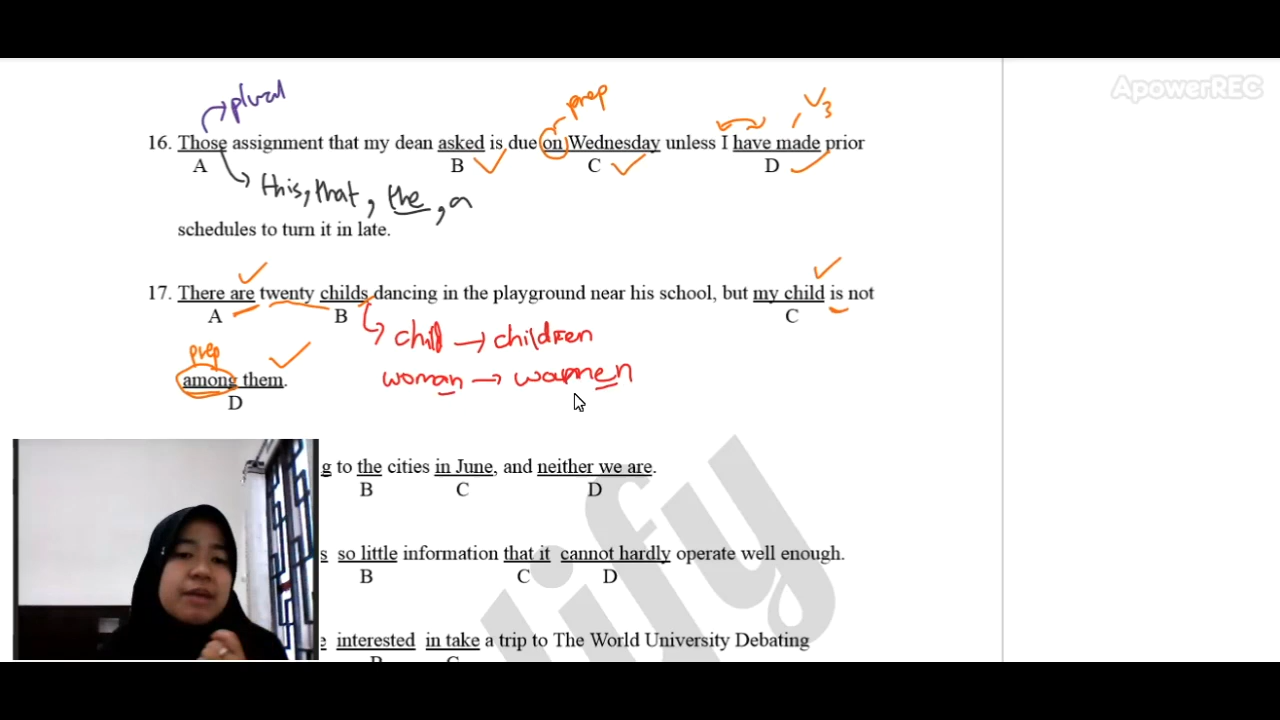 ApowerREC
plural
prep
V3
16. Those assignment that my dean asked is due on Wednesday unless I have made prior
A B C D
this, that, the, a
schedules to turn it in late.
17. There are twenty childs dancing in the playground near his school, but my child is not
A B C
child → children
prep
woman → women
among them.
D
g to the cities in June, and neither we are.
B C D
s so little information that it cannot hardly operate well enough.
B C D
interested in take a trip to The World University Debating